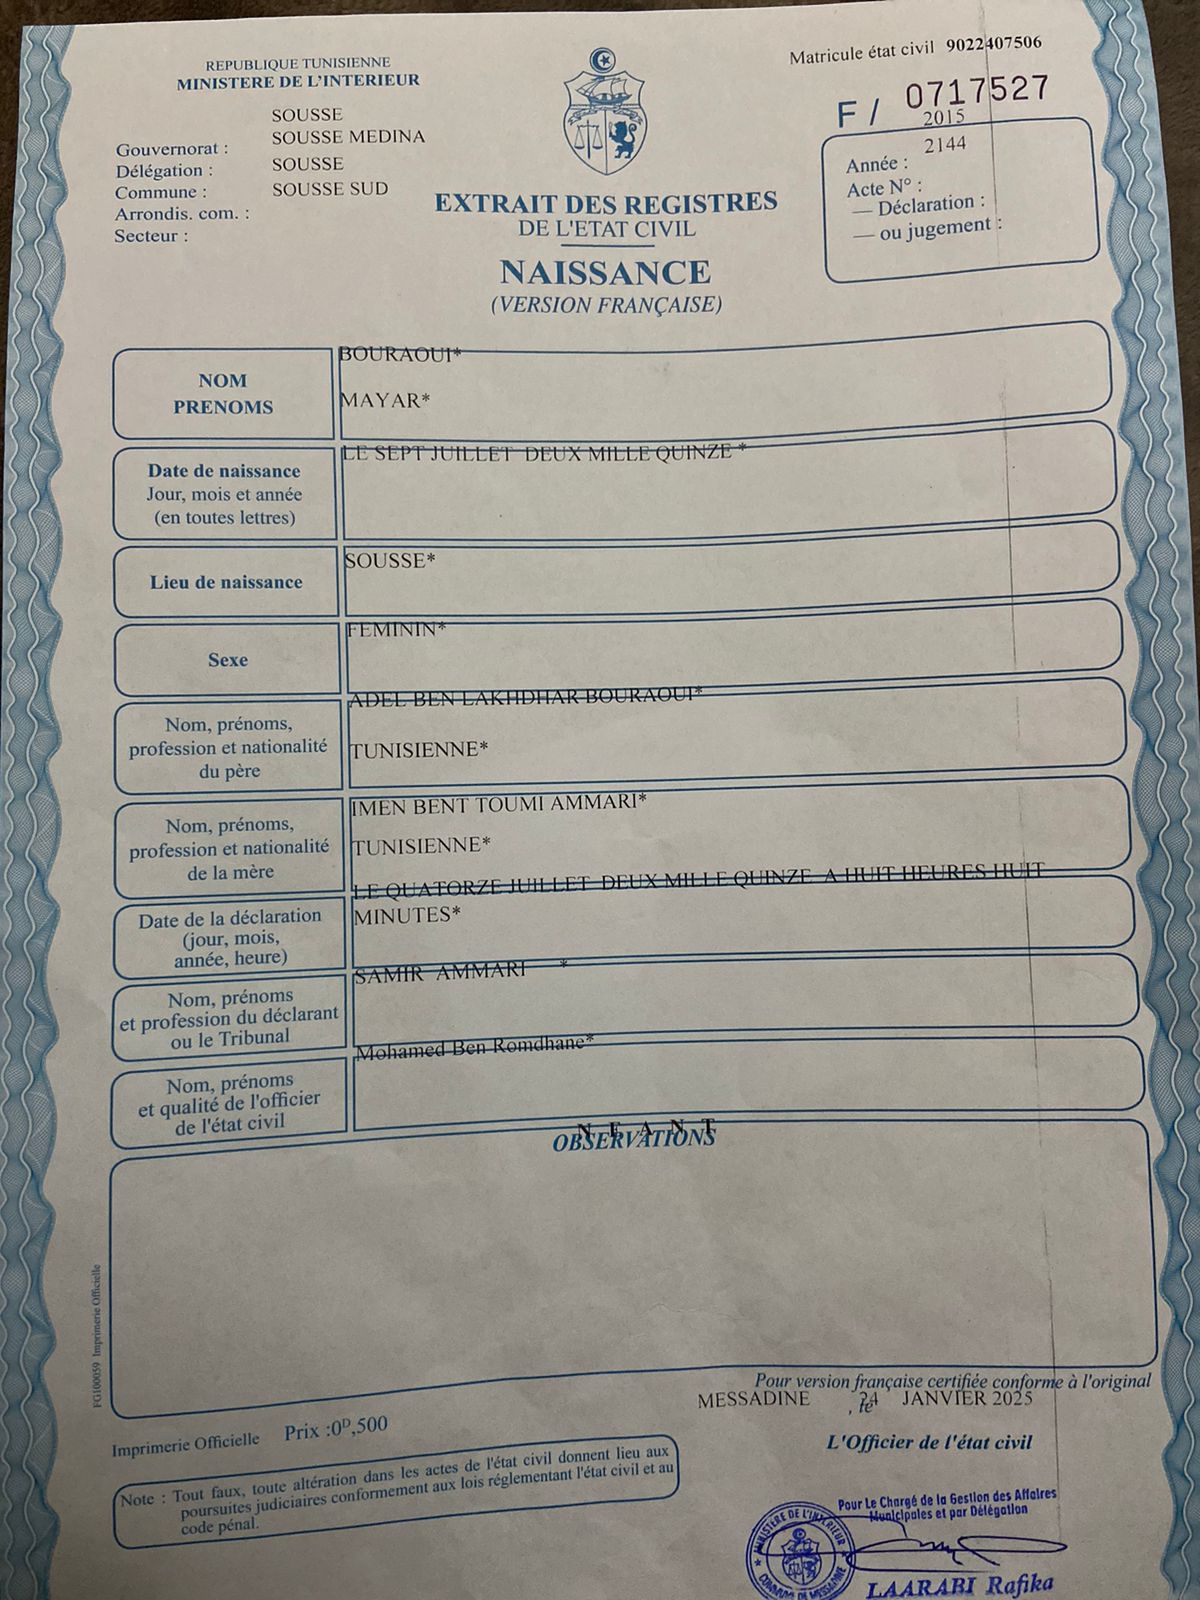 REPUBLIQUE TUNISIENNE
MINISTERE DE L'INTERIEUR
Matricule état civil 9022407506
F / 0717527
SOUSSE
SOUSSE MEDINA
SOUSSE
SOUSSE SUD
Gouvernorat :
Délégation :
Commune :
Arrondis. com. :
Secteur :
2015
2144
Année :
Acte N° :
— Déclaration :
— ou jugement :
EXTRAIT DES REGISTRES
DE L'ETAT CIVIL
NAISSANCE
(VERSION FRANÇAISE)
NOM
PRENOMS
BOURAOUI*
MAYAR*
Date de naissance
Jour, mois et année
(en toutes lettres)
LE SEPT JUILLET DEUX MILLE QUINZE *
Lieu de naissance
SOUSSE*
Sexe
FEMININ*
Nom, prénoms,
profession et nationalité
du père
ADEL BEN LAKHDHAR BOURAOUI*
TUNISIENNE*
Nom, prénoms,
profession et nationalité
de la mère
IMEN BENT TOUMI AMMARI*
TUNISIENNE*
Date de la déclaration
(jour, mois,
année, heure)
LE QUATORZE JUILLET DEUX MILLE QUINZE A HUIT HEURES HUIT
MINUTES*
Nom, prénoms
et profession du déclarant
ou le Tribunal
SAMIR AMMARI *
Nom, prénoms
et qualité de l'officier
de l'état civil
Mohamed Ben Romdhane*
N E A N T
OBSERVATIONS
FG100059 Imprimerie Officielle
Pour version française certifiée conforme à l'original
MESSADINE , le 24 JANVIER 2025
L'Officier de l'état civil
Imprimerie Officielle Prix :0ᴰ,500
Note : Tout faux, toute altération dans les actes de l'état civil donnent lieu aux
poursuites judiciaires conformement aux lois réglementant l'état civil et au
code pénal.
Pour Le Chargé de la Gestion des Affaires
Municipales et par Délégation
MINISTERE DE L'INTERIEUR
COMMUNE DE MESSADINE
LAARABI Rafika